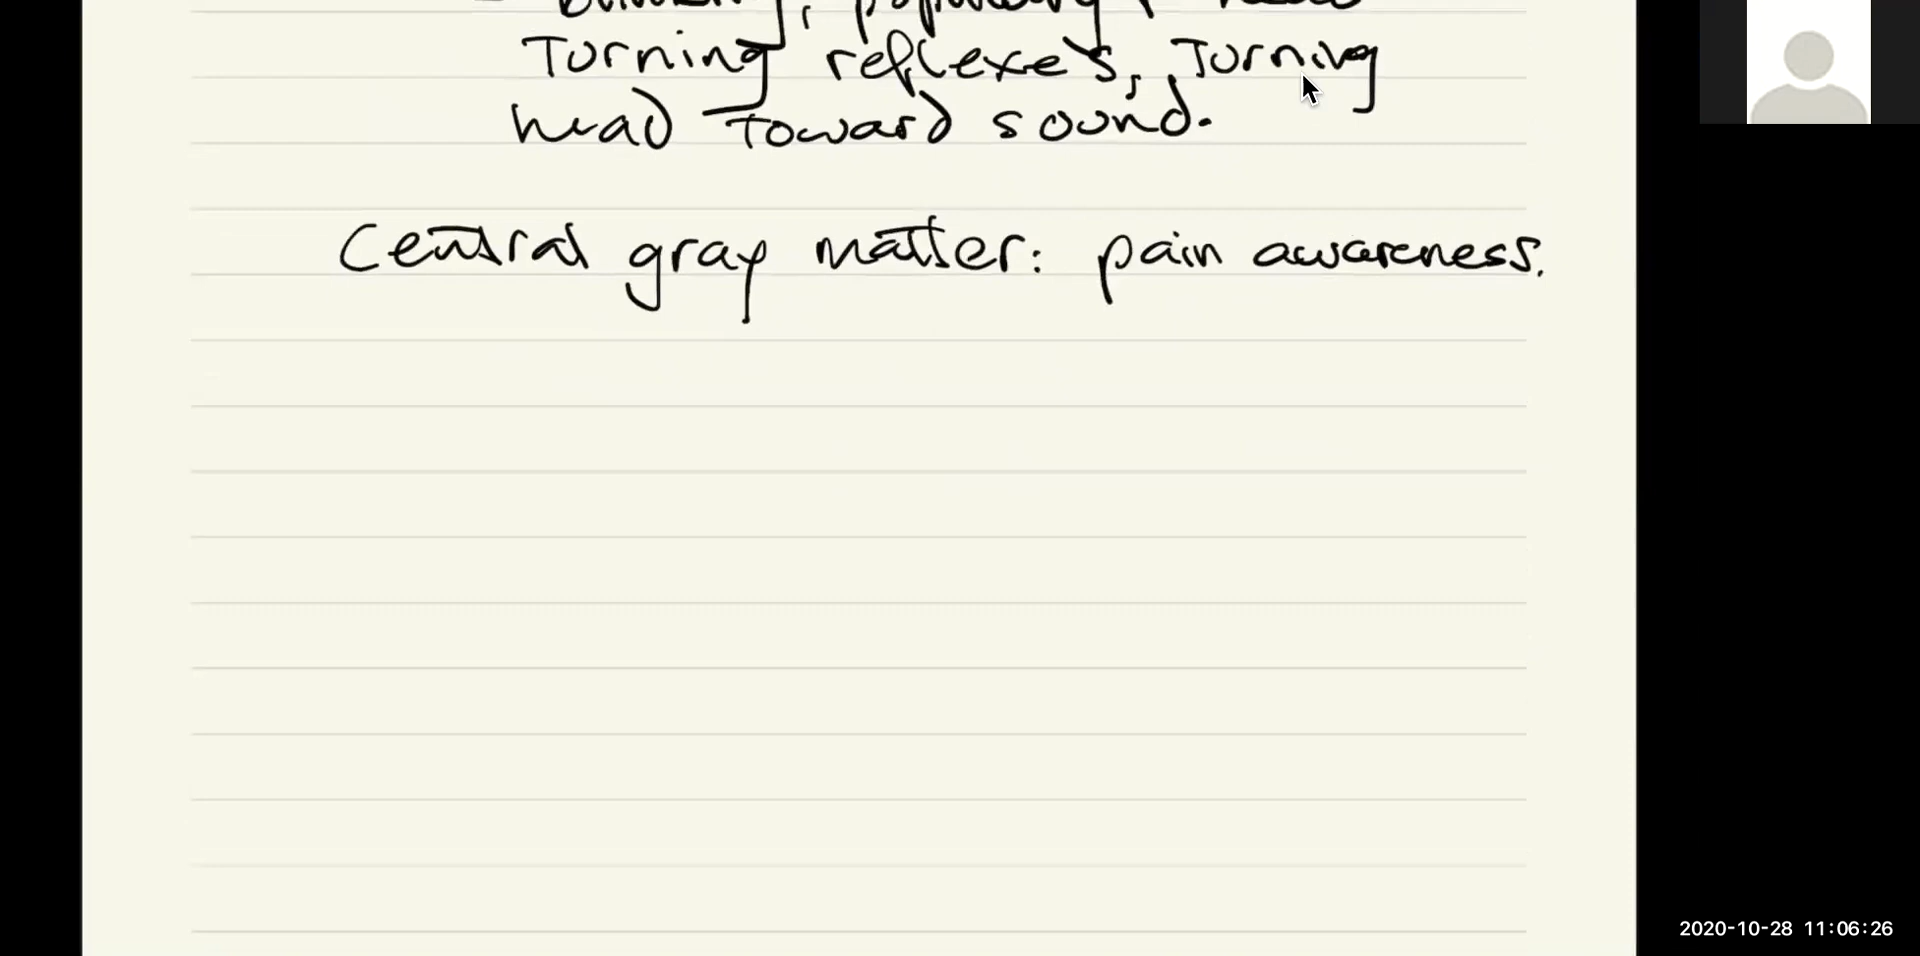 Turning reflexes, Turning
head Toward sound.
Central gray matter: pain awareness.
2020-10-28 11:06:26